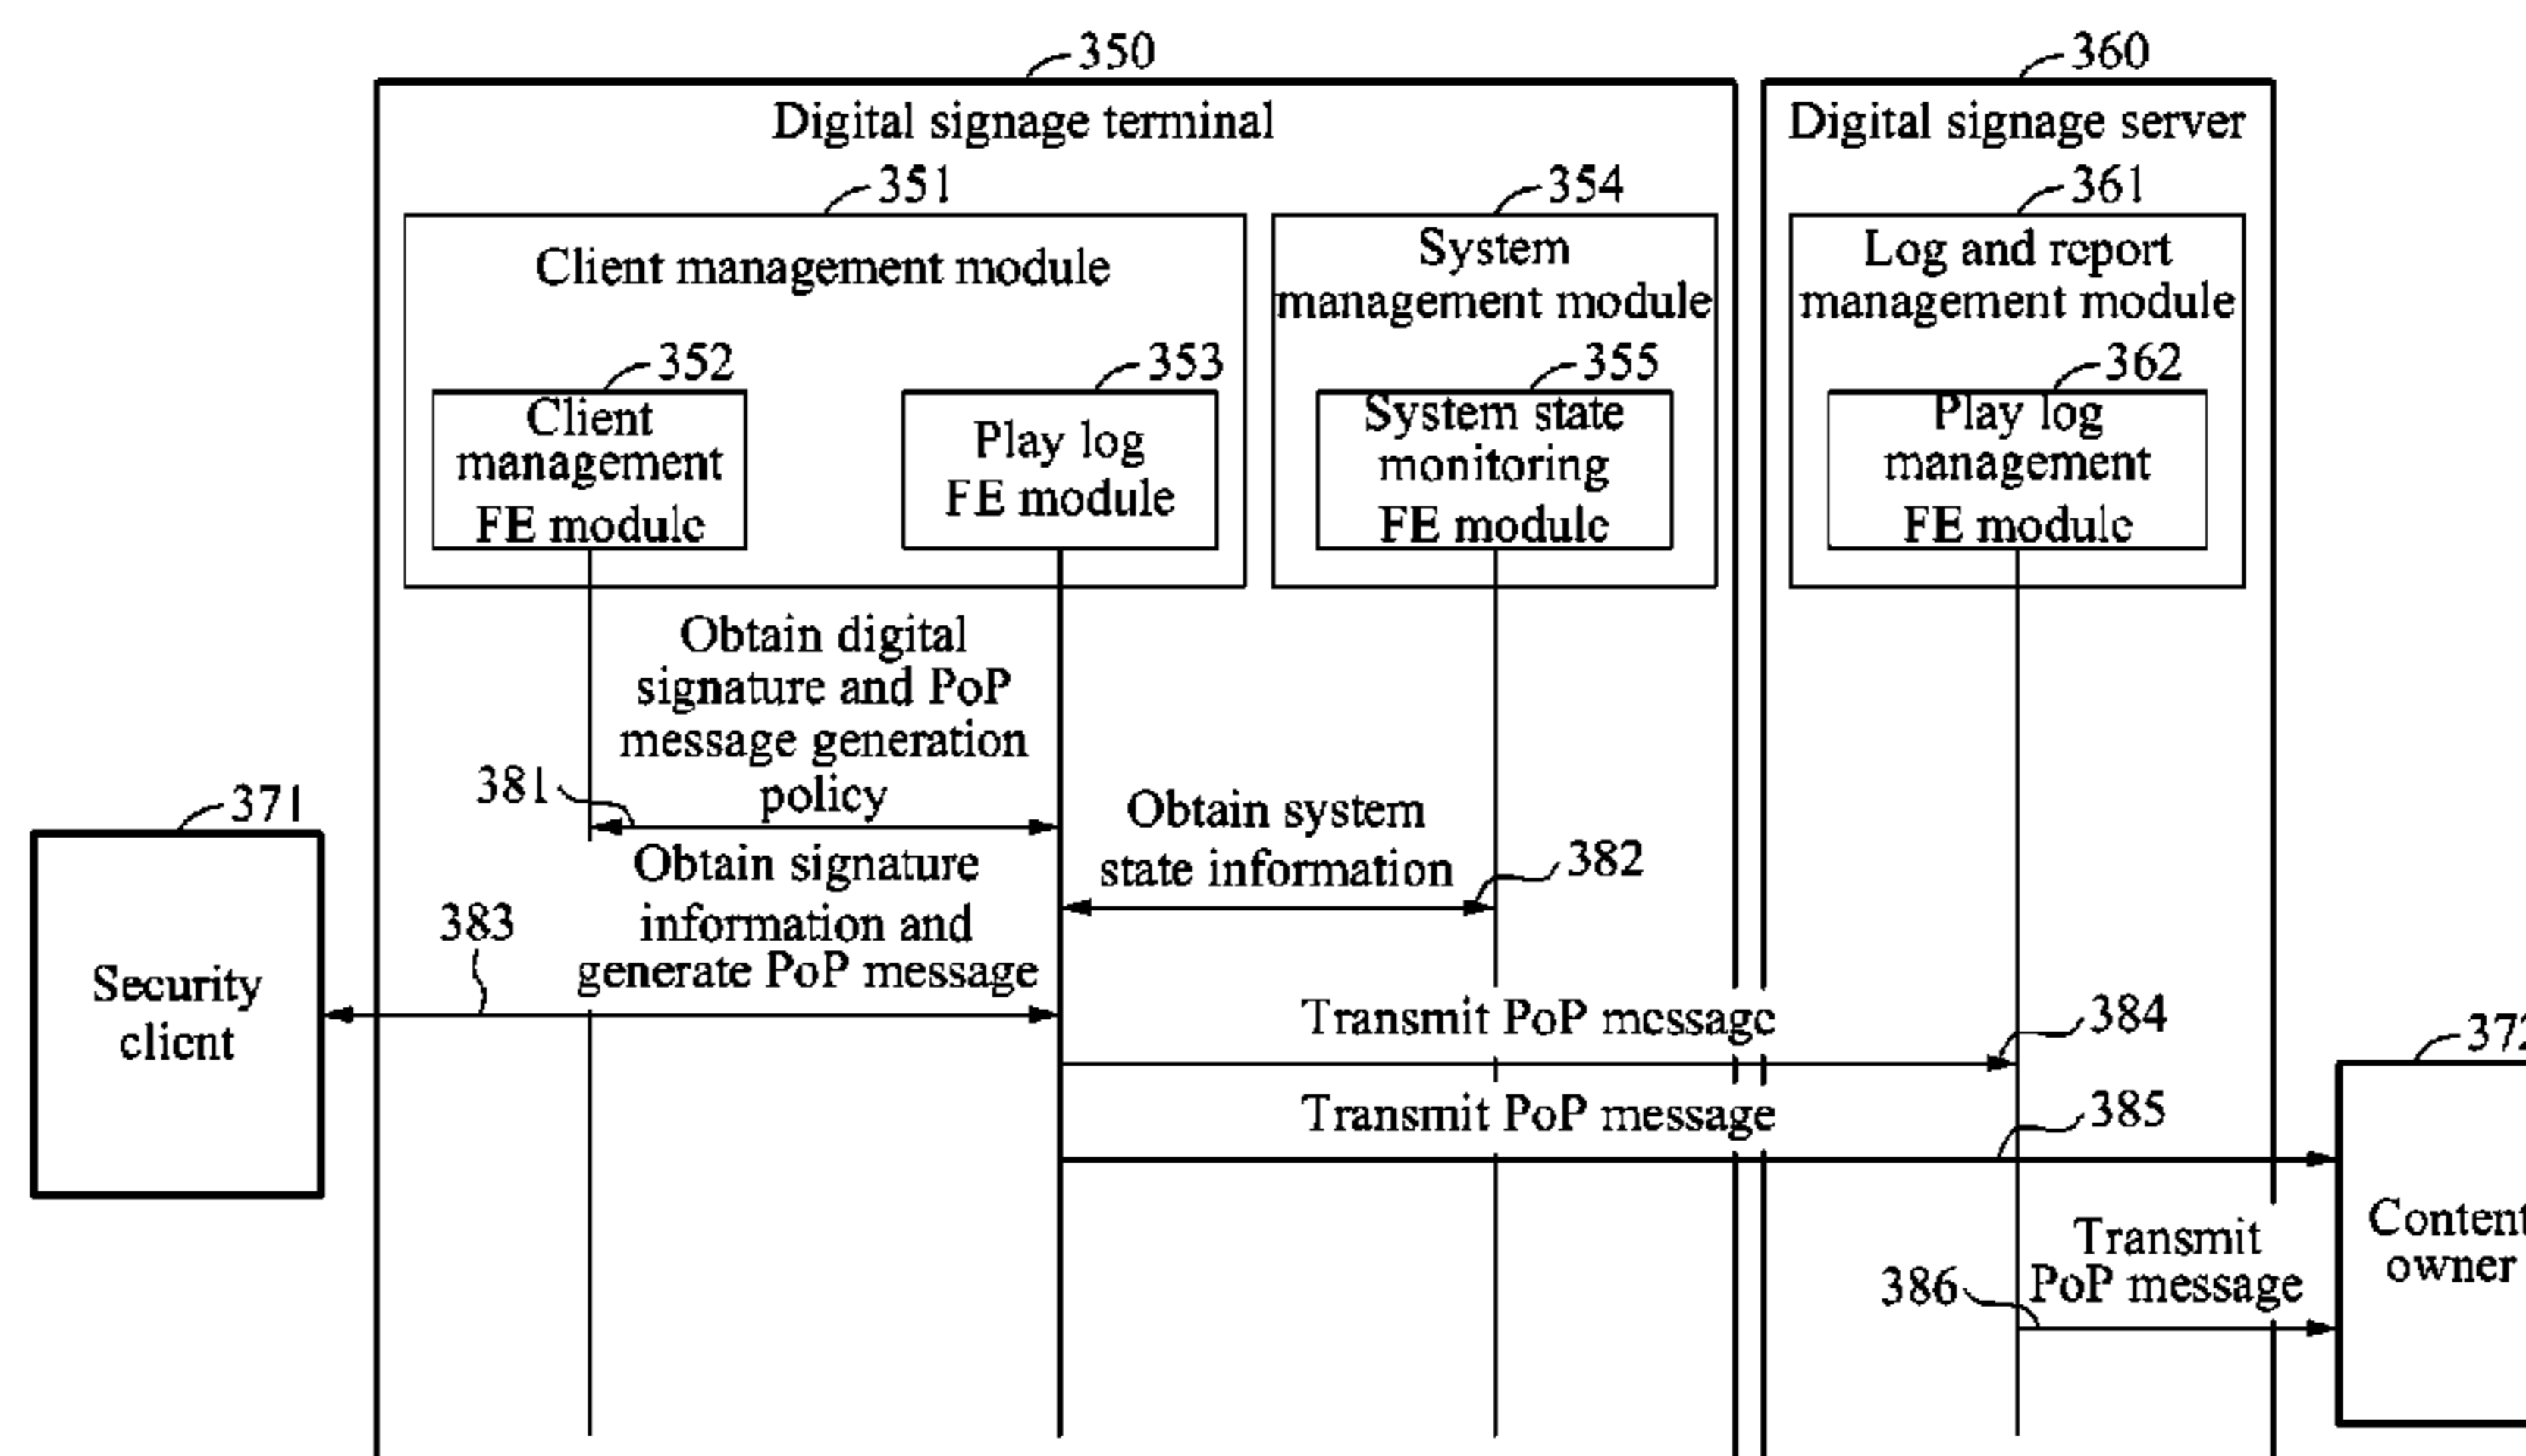 350
360
Digital signage terminal
Digital signage server
351
354
361
Client management module
System
management module
Log and report
management module
352
353
355
362
Client
management
FE module
Play log
FE module
System state
monitoring
FE module
Play log
management
FE module
Obtain digital
signature and PoP
message generation
policy
381
371
Obtain system
state information
382
Obtain signature
information and
generate PoP message
383
Security
client
Transmit PoP message
384
372
Transmit PoP message
385
Content
owner
Transmit
PoP message
386